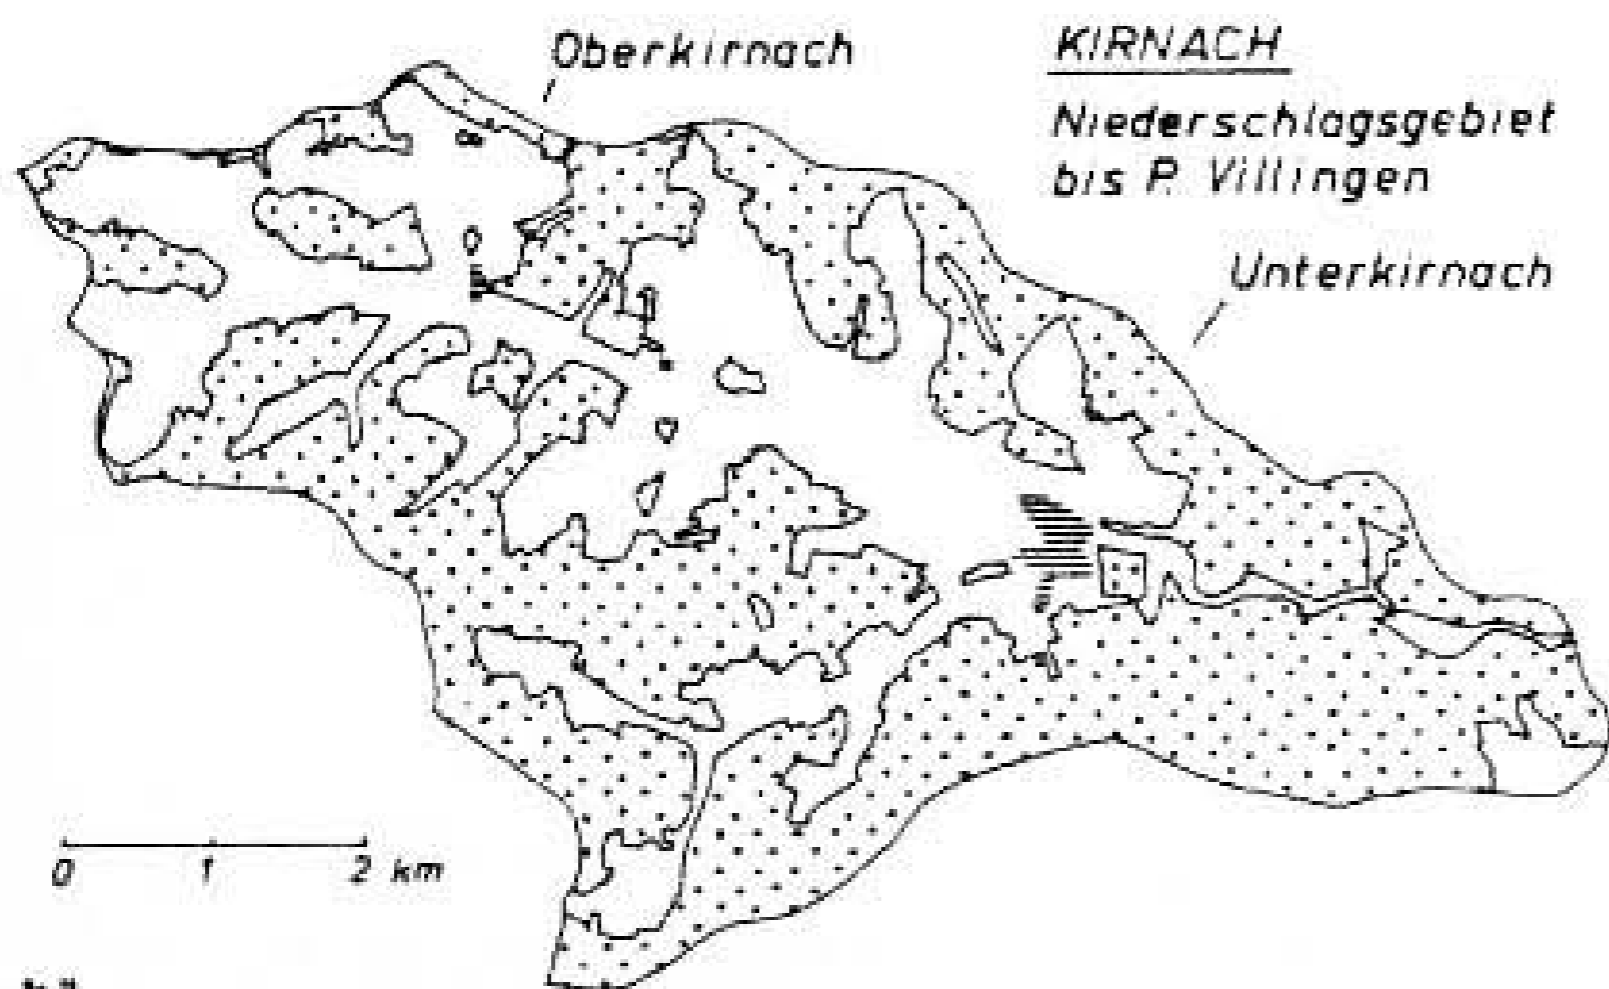 Oberkirnach
KIRNACH
Niederschlagsgebiet
bis P. Villingen
Unterkirnach
0 1 2 km